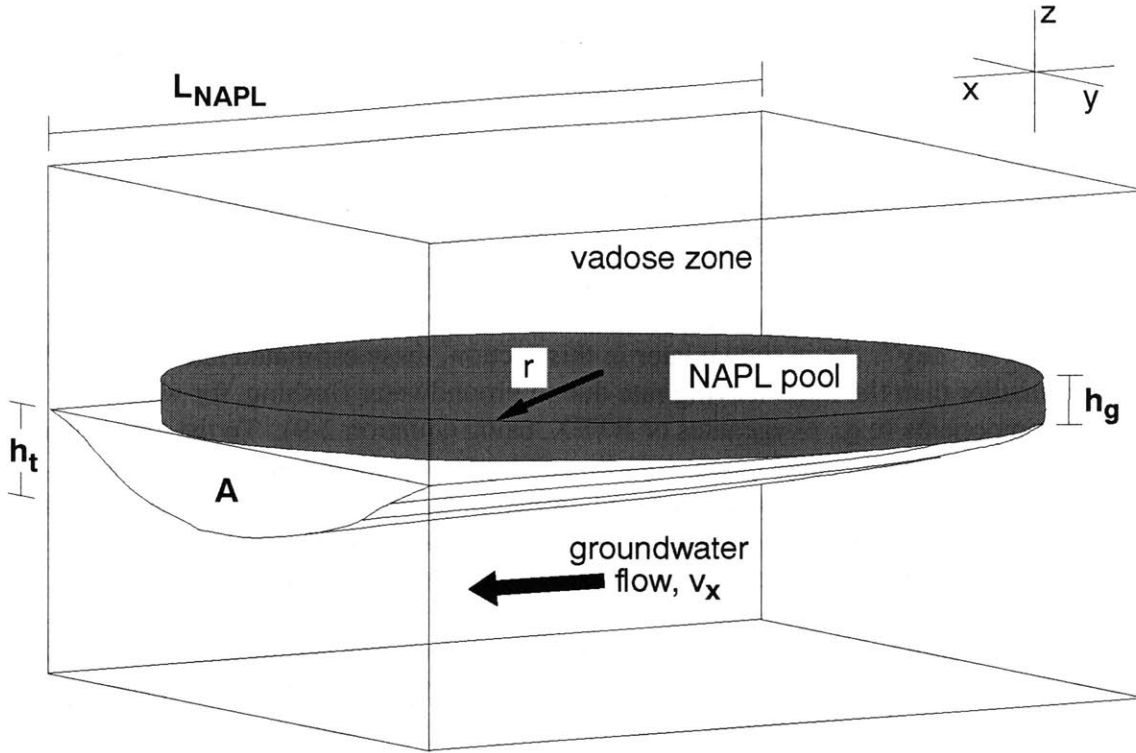 z
L_NAPL
x
y
vadose zone
r
NAPL pool
h_g
h_t
A
groundwater
flow, v_x